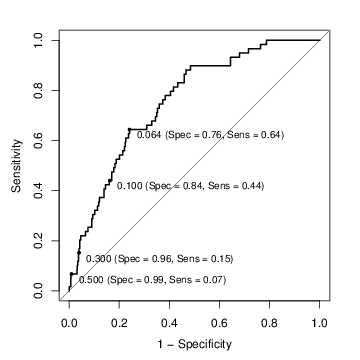 1.0
0.8
0.6
0.4
0.2
0.0
Sensitivity
0.064 (Spec = 0.76, Sens = 0.64)
0.100 (Spec = 0.84, Sens = 0.44)
0.300 (Spec = 0.96, Sens = 0.15)
0.500 (Spec = 0.99, Sens = 0.07)
0.0 0.2 0.4 0.6 0.8 1.0
1 − Specificity